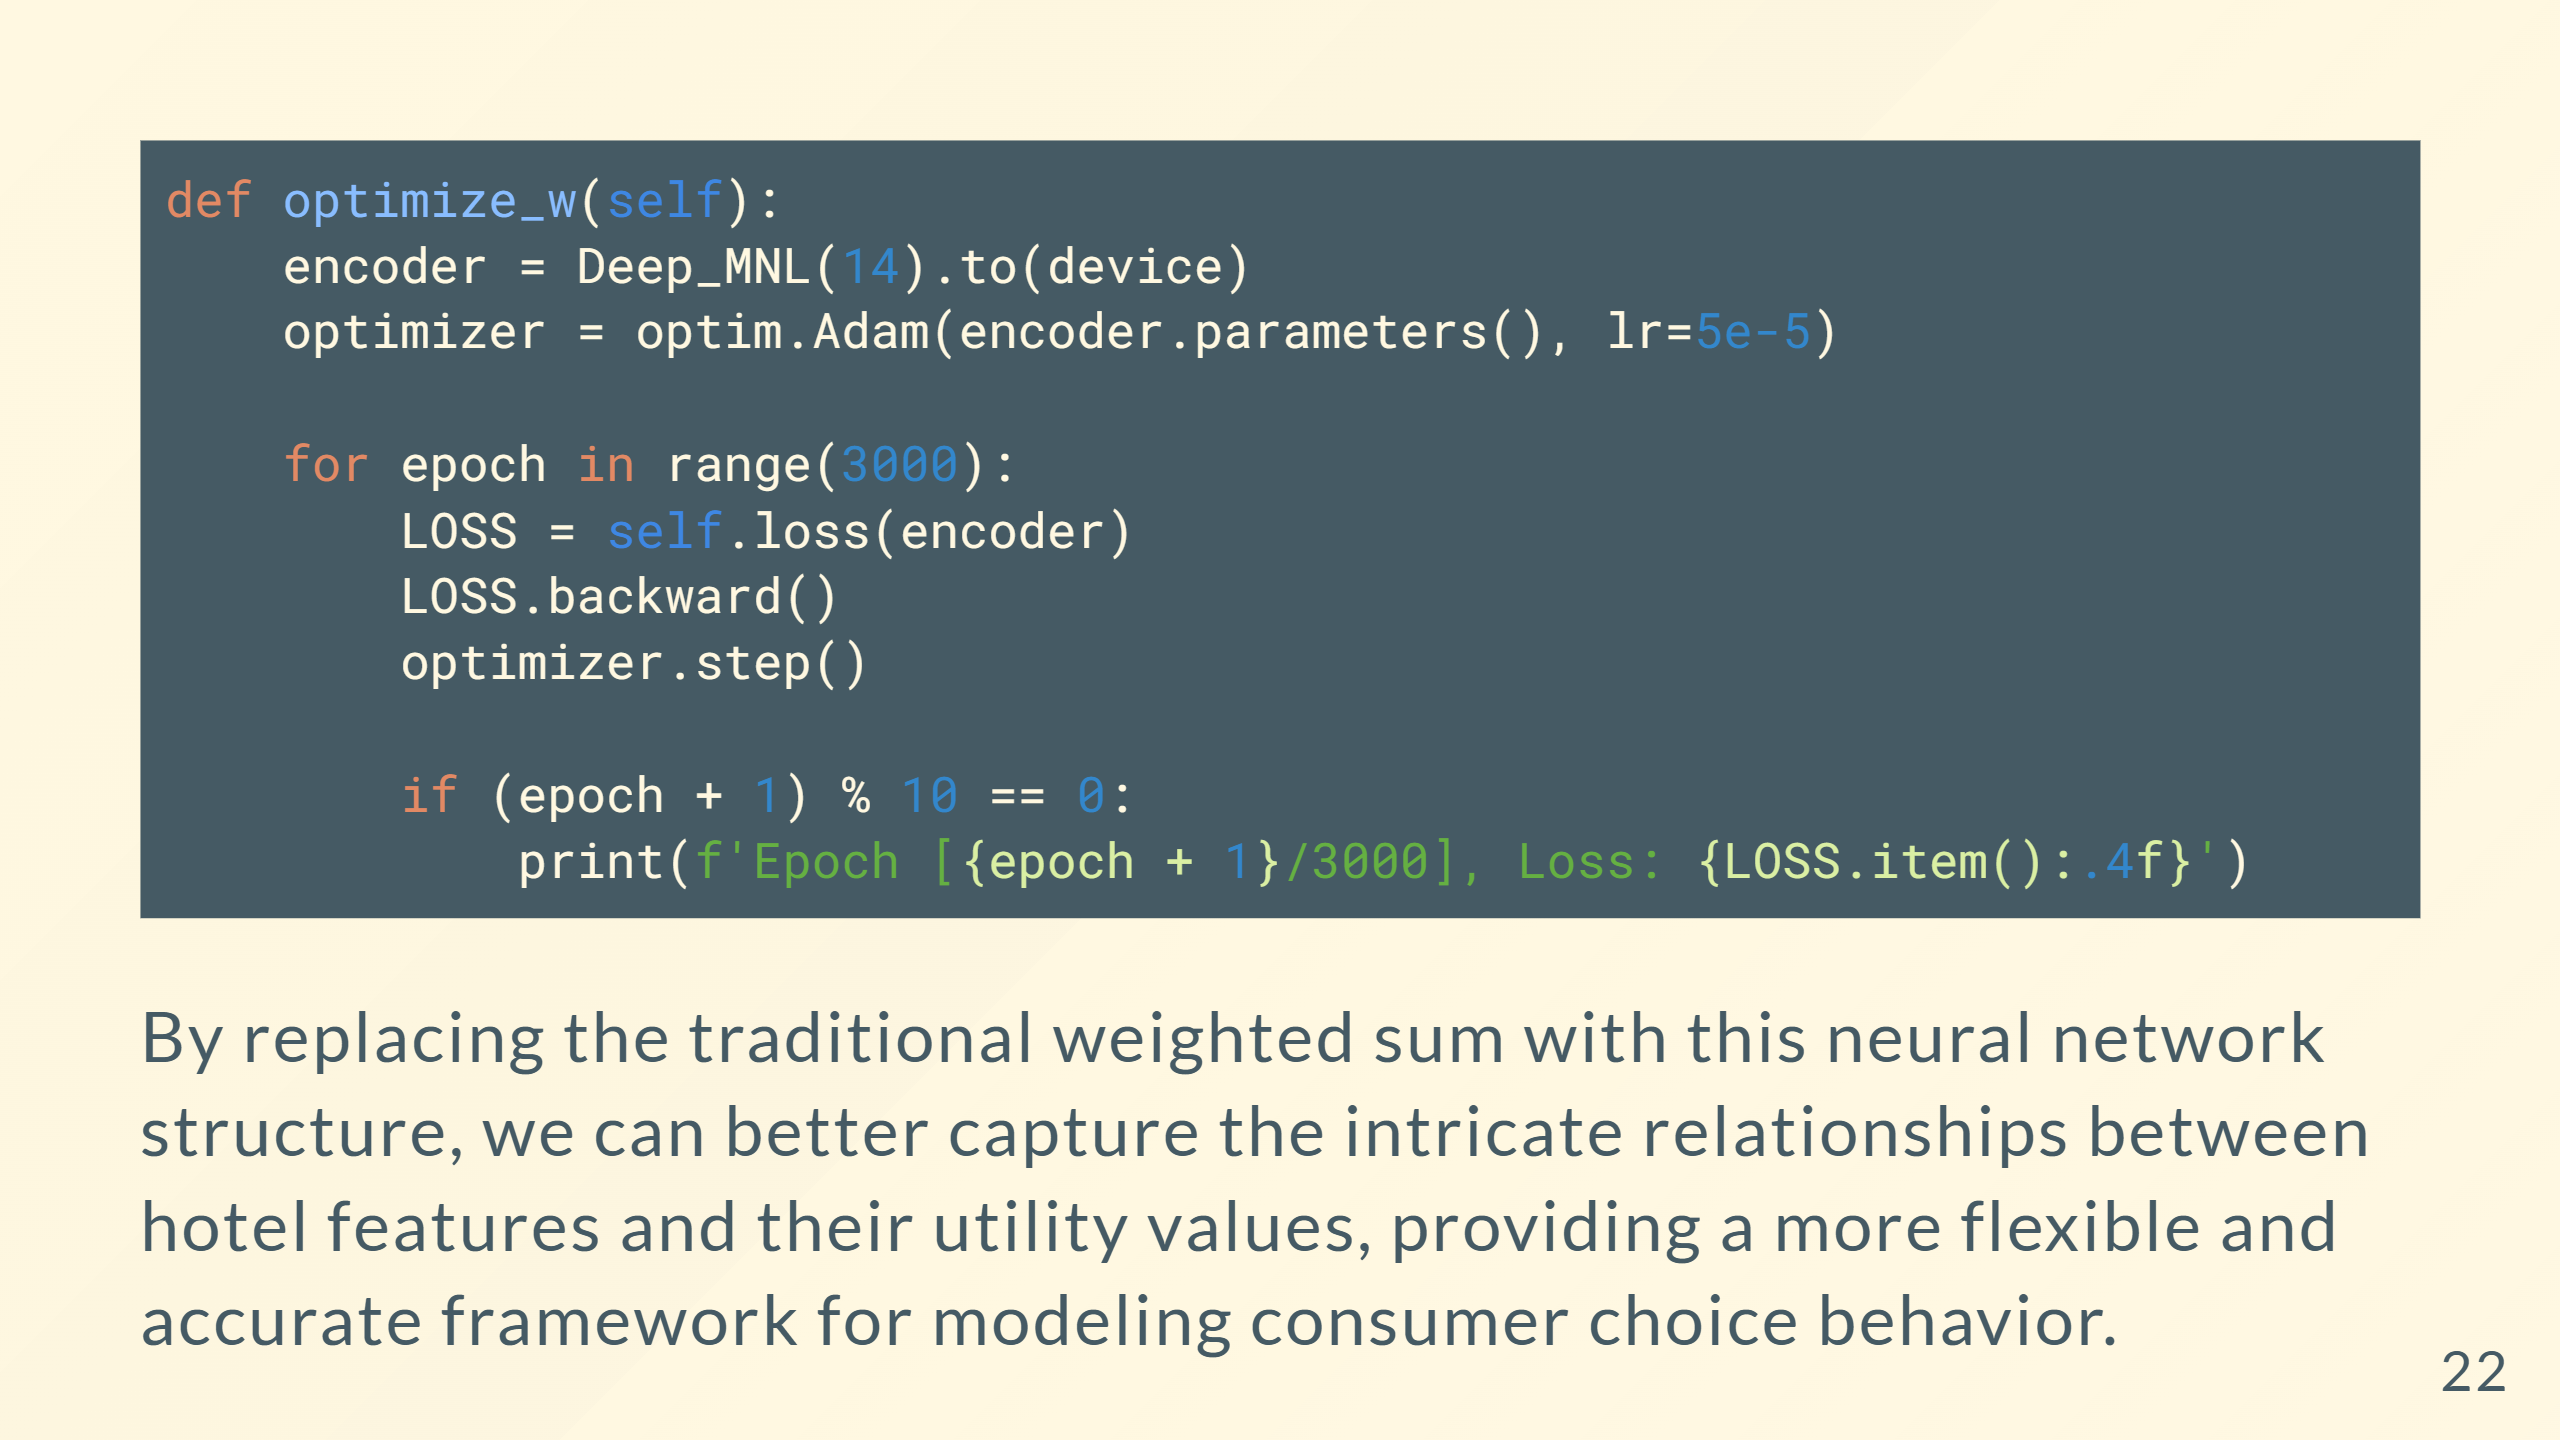 def optimize_w(self):
    encoder = Deep_MNL(14).to(device)
    optimizer = optim.Adam(encoder.parameters(), lr=5e-5)

    for epoch in range(3000):
        LOSS = self.loss(encoder)
        LOSS.backward()
        optimizer.step()

        if (epoch + 1) % 10 == 0:
            print(f'Epoch [{epoch + 1}/3000], Loss: {LOSS.item():.4f}')
By replacing the traditional weighted sum with this neural network
structure, we can better capture the intricate relationships between
hotel features and their utility values, providing a more flexible and
accurate framework for modeling consumer choice behavior.
22